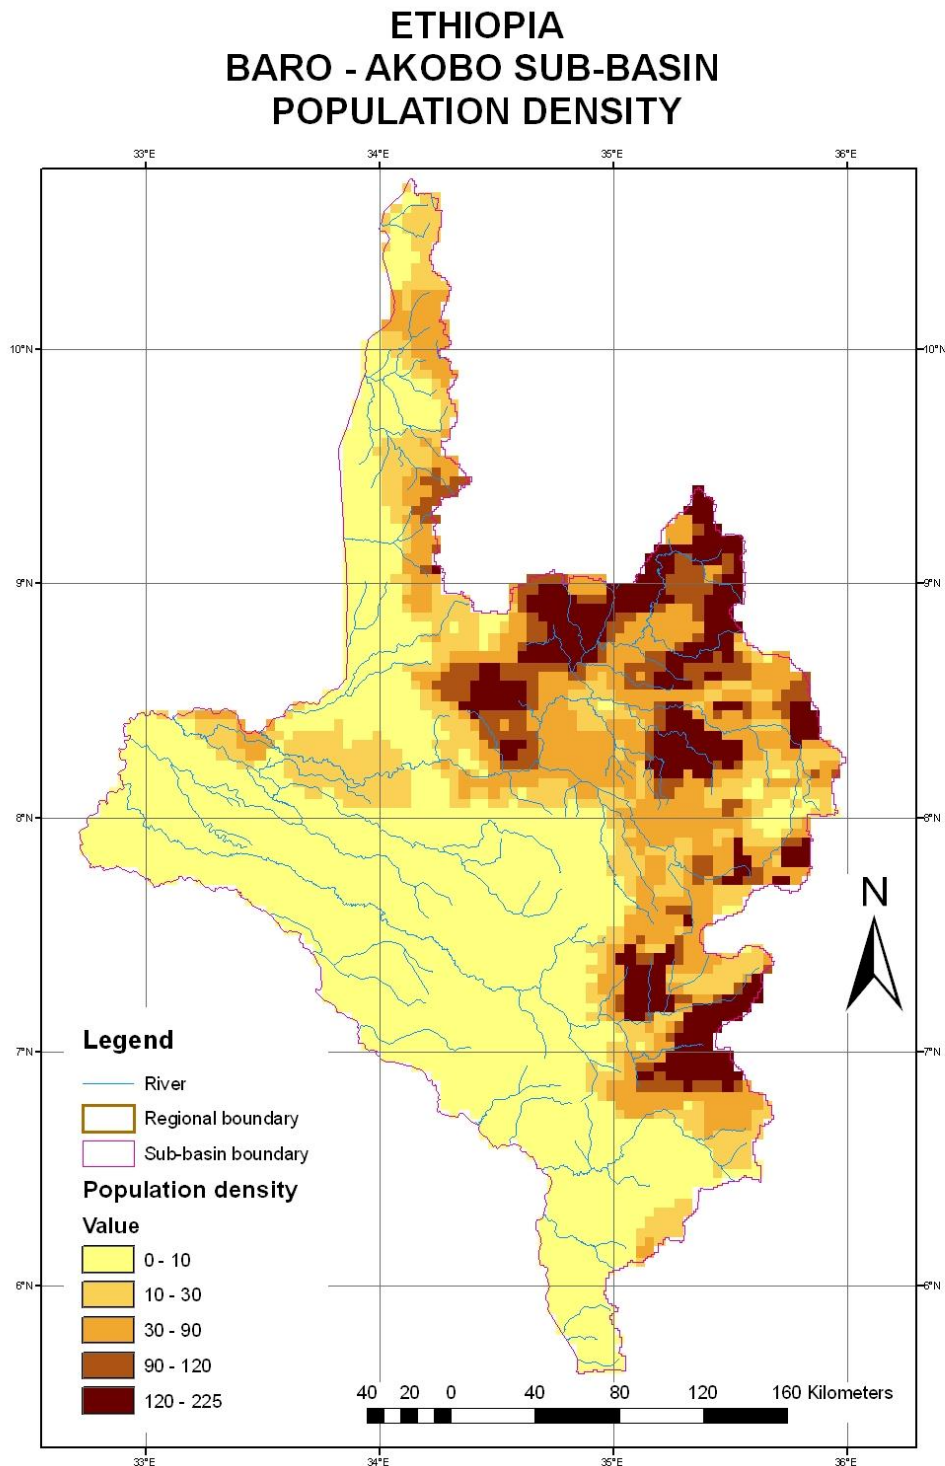 ETHIOPIA
BARO - AKOBO SUB-BASIN
POPULATION DENSITY
33°E
34°E
35°E
36°E
10°N
10°N
9°N
9°N
8°N
8°N
N
7°N
7°N
Legend
River
Regional boundary
Sub-basin boundary
Population density
Value
0 - 10
10 - 30
30 - 90
90 - 120
120 - 225
6°N
6°N
40 20 0 40 80 120 160 Kilometers
33°E
34°E
35°E
36°E